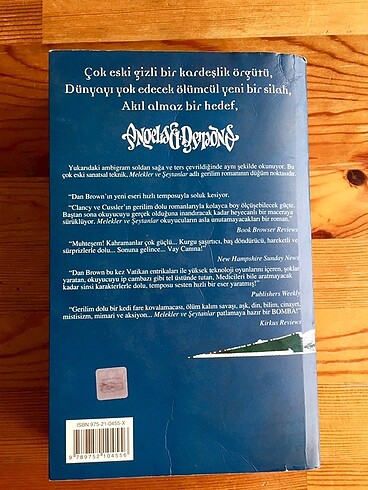 Çok eski gizli bir kardeşlik örgütü,
Dünyayı yok edecek ölümcül yeni bir silah,
Akıl almaz bir hedef,
Angels & Demons
Yukarıdaki ambigram soldan sağa ve ters çevrildiğinde aynı şekilde okunuyor. Bu
çok eski sanatsal teknik, Melekler ve Şeytanlar adlı gerilim romanının düğüm noktasıdır.
"Dan Brown'ın yeni eseri hızlı temposuyla soluk kesiyor.
"Clancy ve Cussler'ın gerilim dolu romanlarıyla kolayca boy ölçüşebilecek güçte.
Baştan sona okuyucuyu gerçek olduğuna inandıracak kadar heyecanlı bir maceraya
sürüklüyor. Melekler ve Şeytanlar okuyucuların asla unutamayacakları bir roman."
Book Browser Reviews
"Muhteşem! Kahramanlar çok güçlü... Kurgu şaşırtıcı, baş döndürücü, hareketli ve
sürprizlerle dolu... Sonuna gelince... Vay Canına!"
New Hampshire Sunday News
"Dan Brown bu kez Vatikan entrikaları ile yüksek teknoloji oyunlarını içeren, şoklar
yaratan, okuyucuyu ip cambazı gibi tel üstünde tutan, Medicileri bile aratmayacak
kadar sinsi karakterlerle dolu, temposu sesten hızlı bir eser yaratmış!"
Publishers Weekly
"Gerilim dolu bir kedi fare kovalamacası, ölüm kalım savaşı, aşk, din, bilim, cinayet,
mistisizm, mimari ve aksiyon... Melekler ve Şeytanlar patlamaya hazır bir BOMBA!"
Kirkus Reviews
ISBN 975-21-0455-X
9 789752 104556